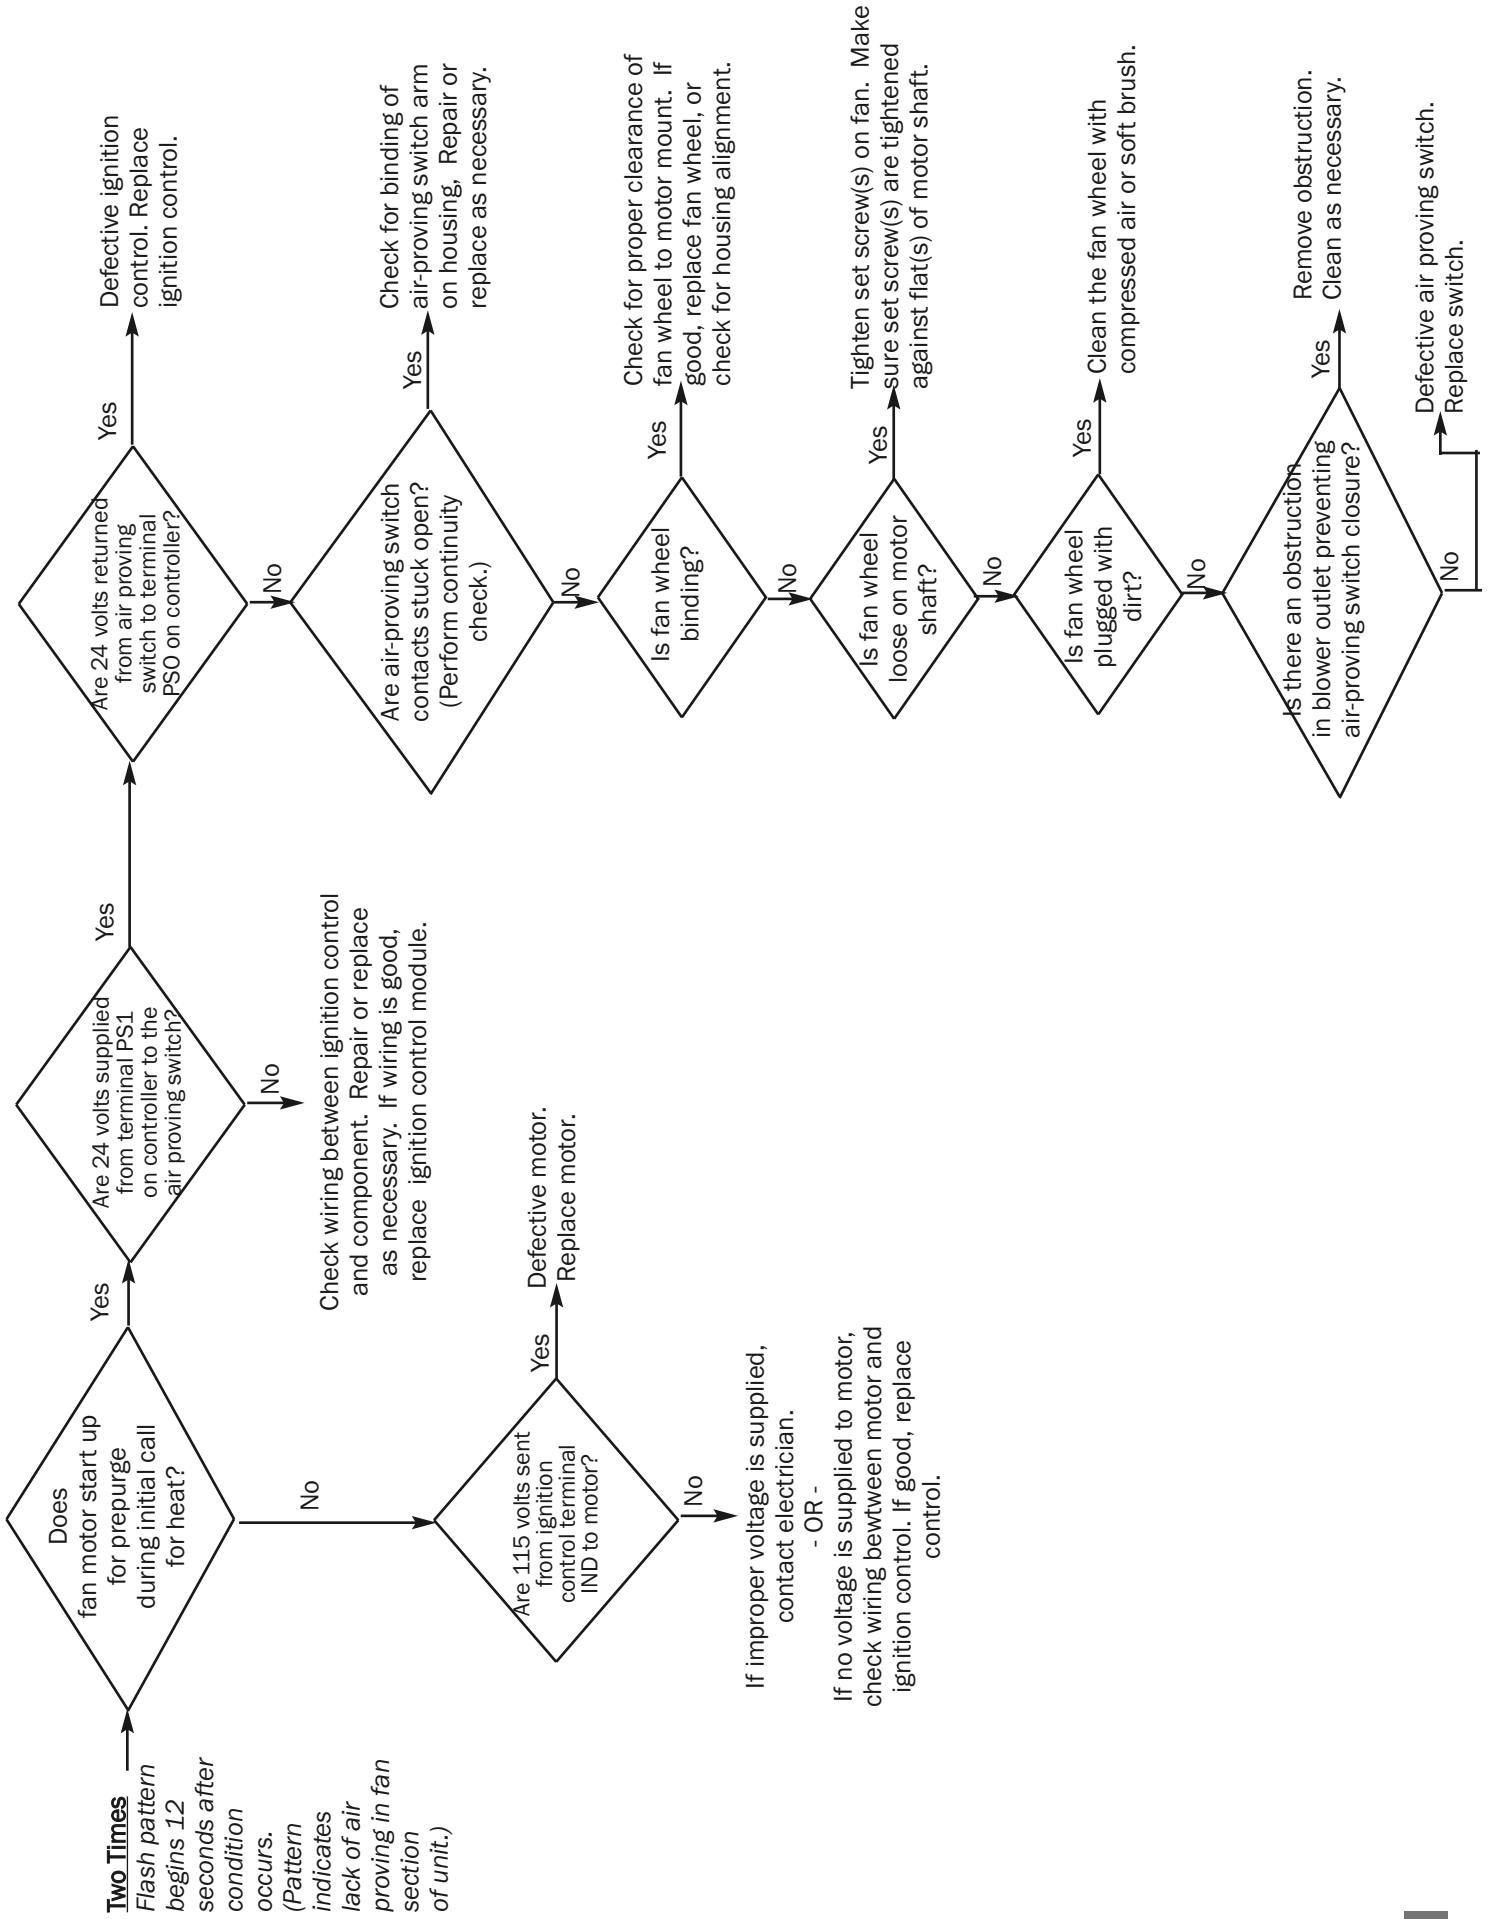 Two Times
Flash pattern
begins 12
seconds after
condition
occurs.
(Pattern
indicates
lack of air
proving in fan
section
of unit.)
Does
fan motor start up
for prepurge
during initial call
for heat?
Yes
No
Are 24 volts supplied
from terminal PS1
on controller to the
air proving switch?
Yes
No
Check wiring between ignition control
and component.  Repair or replace
as necessary.  If wiring is good,
replace  ignition control module.
Are 115 volts sent
from ignition
control terminal
IND to motor?
Yes
Defective motor.
Replace motor.
No
If improper voltage is supplied,
contact electrician.
- OR -
If no voltage is supplied to motor,
check wiring bewtween motor and
ignition control. If good, replace
control.
Are 24 volts returned
from air proving
switch to terminal
PSO on controller?
Yes
Defective ignition
control. Replace
ignition control.
No
Are air-proving switch
contacts stuck open?
(Perform continuity
check.)
Yes
Check for binding of
air-proving switch arm
on housing,  Repair or
replace as necessary.
No
Is fan wheel
binding?
Yes
Check for proper clearance of
fan wheel to motor mount.  If
good, replace fan wheel, or
check for housing alignment.
No
Is fan wheel
loose on motor
shaft?
Yes
Tighten set screw(s) on fan.  Make
sure set screw(s) are tightened
against flat(s) of motor shaft.
No
Is fan wheel
plugged with
dirt?
Yes
Clean the fan wheel with
compressed air or soft brush.
No
Is there an obstruction
in blower outlet preventing
air-proving switch closure?
Yes
Remove obstruction.
Clean as necessary.
No
Defective air proving switch.
Replace switch.